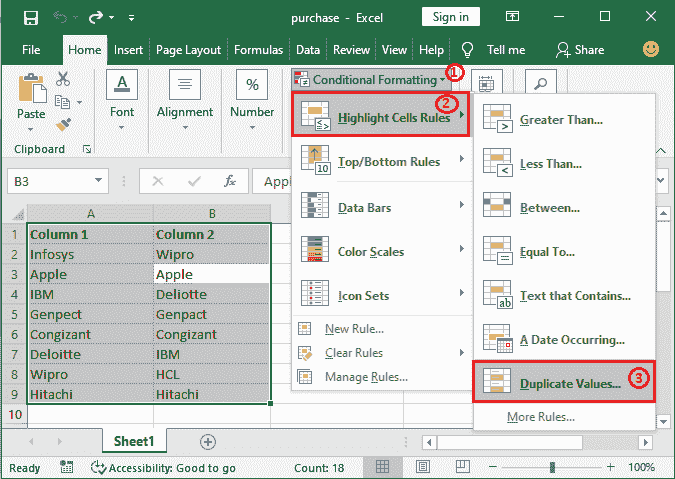 purchase - Excel
Sign in
File Home Insert Page Layout Formulas Data Review View Help Tell me Share
Conditional Formatting 1
Paste
Font
Alignment
Number
Clipboard
Highlight Cells Rules 2
Top/Bottom Rules
Data Bars
Color Scales
Icon Sets
New Rule...
Clear Rules
Manage Rules...
Greater Than...
Less Than...
Between...
Equal To...
Text that Contains...
A Date Occurring...
Duplicate Values... 3
More Rules...
B3 fx Appl
A B
1 Column 1 Column 2
2 Infosys Wipro
3 Apple Apple
4 IBM Deliotte
5 Genpect Genpact
6 Congizant Congizant
7 Deloitte IBM
8 Wipro HCL
9 Hitachi Hitachi
10
Sheet1
Ready Accessibility: Good to go Count: 18 100%